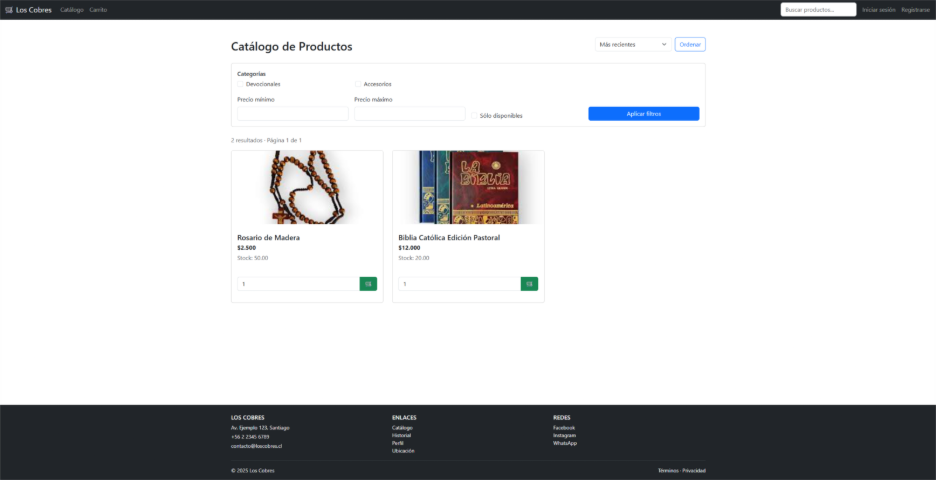 Los Cobres Catálogo Carrito Buscar productos... Iniciar sesión Registrarse
Catálogo de Productos
Más recientes Ordenar
Categorías
Devocionales Accesorios
Precio mínimo Precio máximo
Sólo disponibles Aplicar filtros
2 resultados · Página 1 de 1
LA BIBLIA
Latinoamérica
Rosario de Madera
$2.500
Stock: 50.00
1
Biblia Católica Edición Pastoral
$12.000
Stock: 20.00
1
LOS COBRES
Av. Ejemplo 123, Santiago
+56 2 2345 6789
contacto@loscobres.cl
ENLACES
Catálogo
Historial
Perfil
Ubicación
REDES
Facebook
Instagram
WhatsApp
© 2025 Los Cobres
Términos · Privacidad